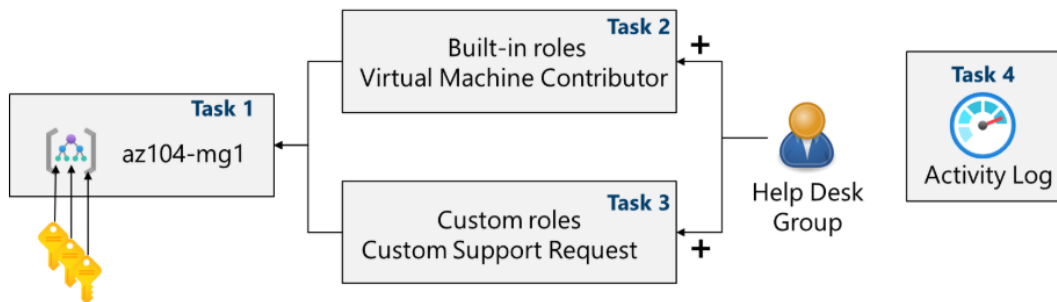 Task 1
az104-mg1
Task 2
Built-in roles
Virtual Machine Contributor
+
Task 3
Custom roles
Custom Support Request
+
Help Desk
Group
Task 4
Activity Log